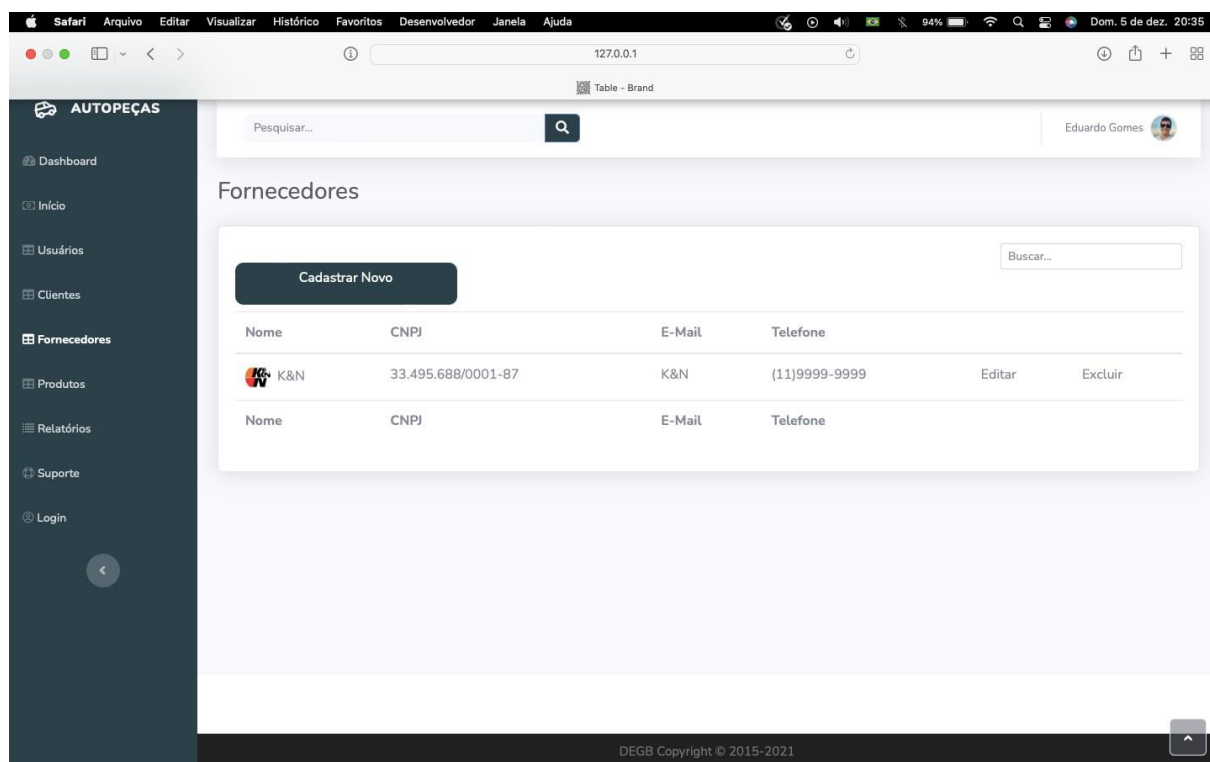 Safari Arquivo Editar Visualizar Histórico Favoritos Desenvolvedor Janela Ajuda 94% Dom. 5 de dez. 20:35
127.0.0.1
Table - Brand
AUTOPEÇAS
Pesquisar...
Eduardo Gomes
Dashboard
Início
Usuários
Clientes
Fornecedores
Produtos
Relatórios
Suporte
Login
Fornecedores
Buscar...
Cadastrar Novo
Nome CNPJ E-Mail Telefone
K&N K&N 33.495.688/0001-87 K&N (11)9999-9999 Editar Excluir
Nome CNPJ E-Mail Telefone
DEGB Copyright © 2015-2021